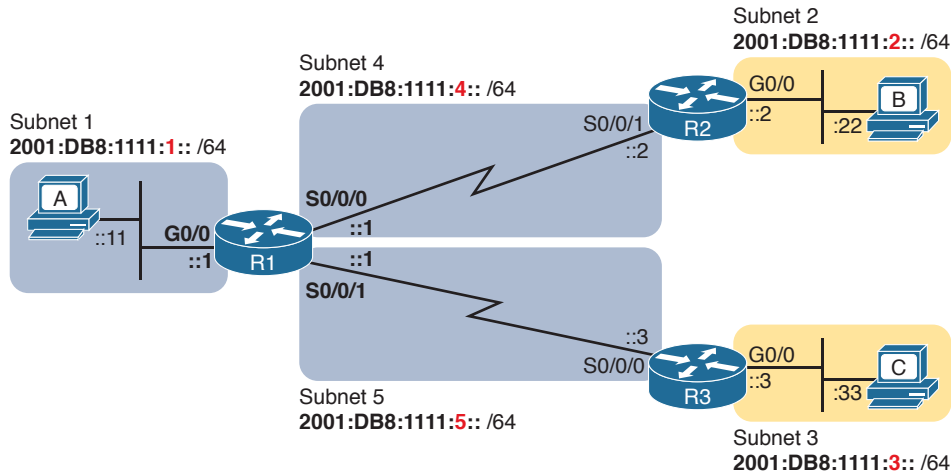 Subnet 2
2001:DB8:1111:2:: /64
Subnet 4
2001:DB8:1111:4:: /64
G0/0
B
S0/0/1
R2
::2
:22
::2
Subnet 1
2001:DB8:1111:1:: /64
A
S0/0/0
::11
G0/0
::1
::1
R1
::1
S0/0/1
::3
S0/0/0
G0/0
C
R3
::3
:33
Subnet 5
2001:DB8:1111:5:: /64
Subnet 3
2001:DB8:1111:3:: /64